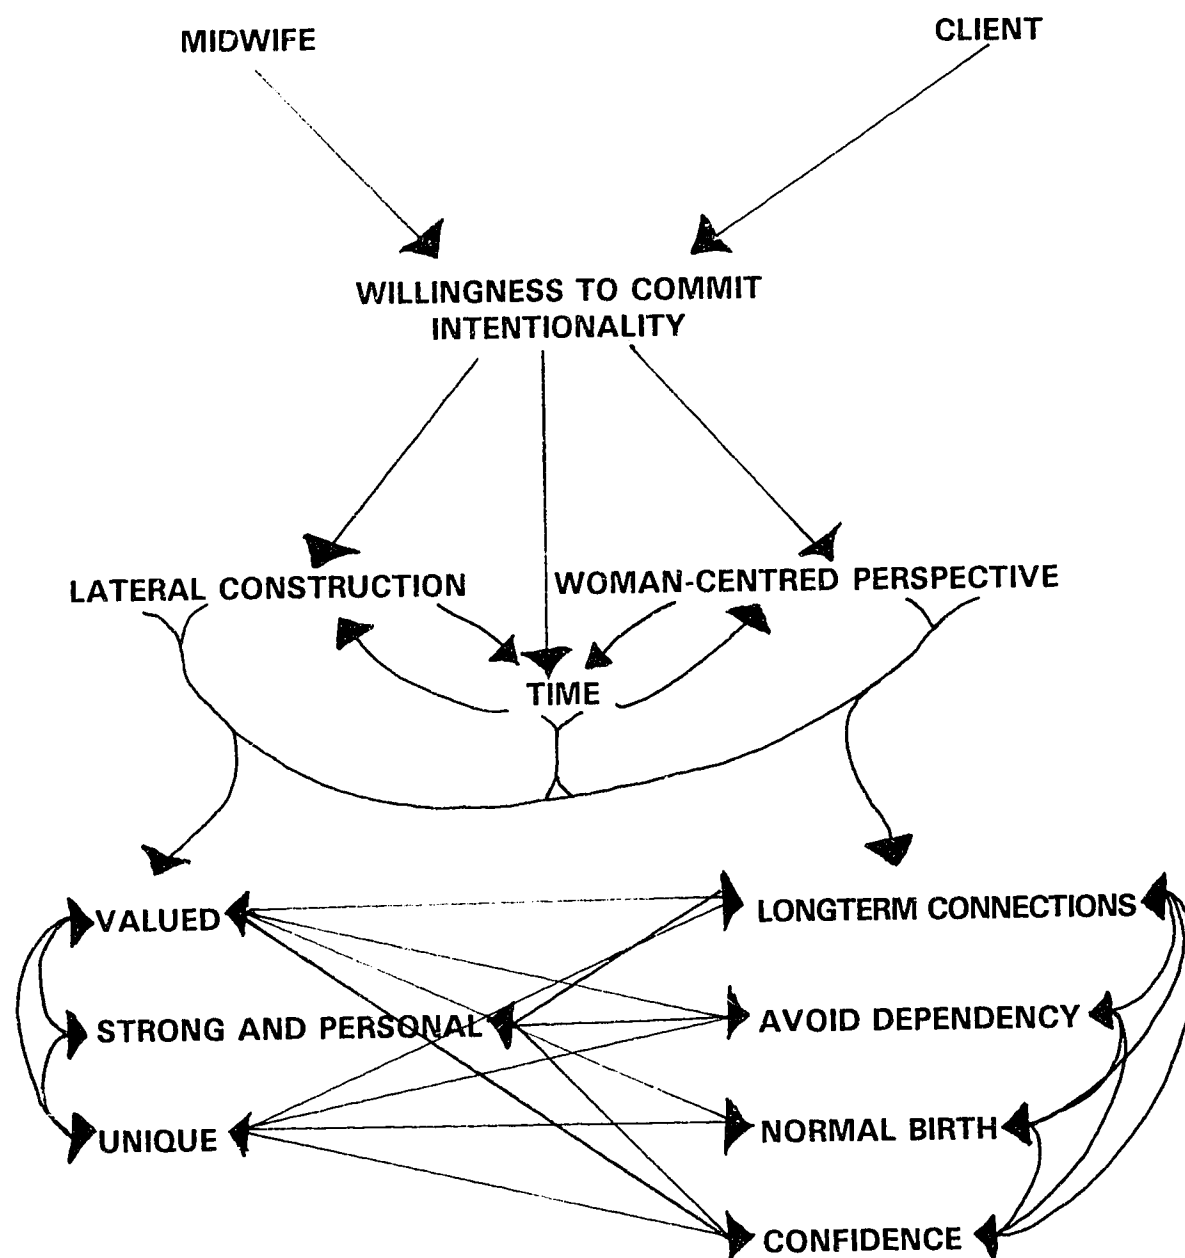 MIDWIFE
CLIENT
WILLINGNESS TO COMMIT
INTENTIONALITY
LATERAL CONSTRUCTION
WOMAN-CENTRED PERSPECTIVE
TIME
VALUED
LONGTERM CONNECTIONS
STRONG AND PERSONAL
AVOID DEPENDENCY
UNIQUE
NORMAL BIRTH
CONFIDENCE